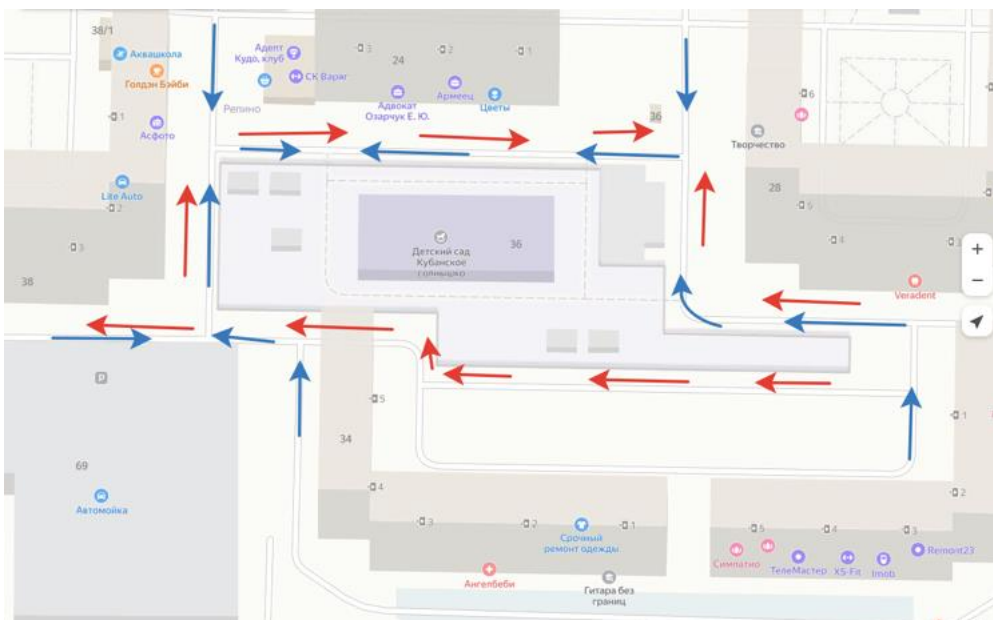 38/1
Аквашкола
Голдэн Бэйби
1
Асфото
Lite Auto
2
3
38
Адепт
Кудо, клуб
СК Варяг
Репино
3
24
2
1
Адвокат
Озарчук Е. Ю.
Армеец
Цветы
36
6
Творчество
28
5
4
3
Veradent
Детский сад
Кубанское
солнышко
36
+
−
P
69
Автомойка
5
34
4
3
2
1
Срочный
ремонт одежды
Ангелбеби
Гитара без
границ
1
2
5
4
3
Симпатио
ТелеМастер
X5-Fit
Imob
Remont23